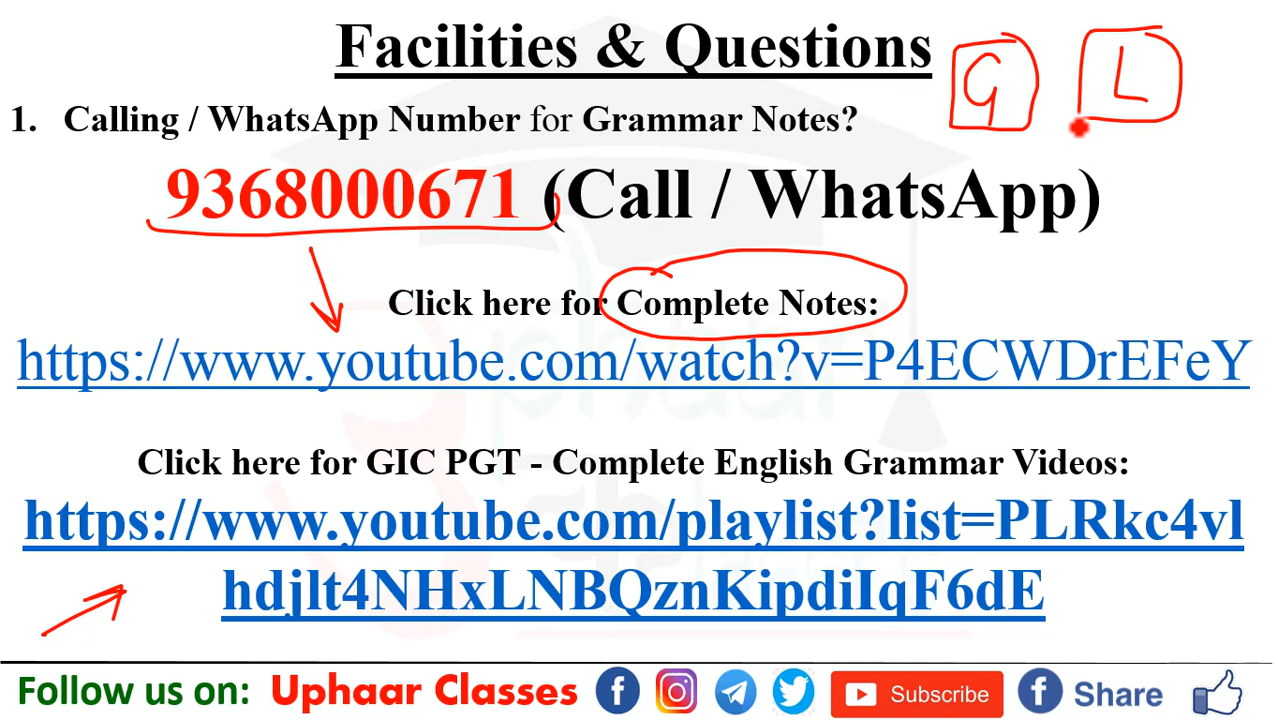 Facilities & Questions
G L
1. Calling / WhatsApp Number for Grammar Notes?
9368000671 (Call / WhatsApp)
Click here for Complete Notes:
https://www.youtube.com/watch?v=P4ECWDrEFeY
Click here for GIC PGT - Complete English Grammar Videos:
https://www.youtube.com/playlist?list=PLRkc4vl
hdjlt4NHxLNBQznKipdiIqF6dE
Follow us on: Uphaar Classes Subscribe Share